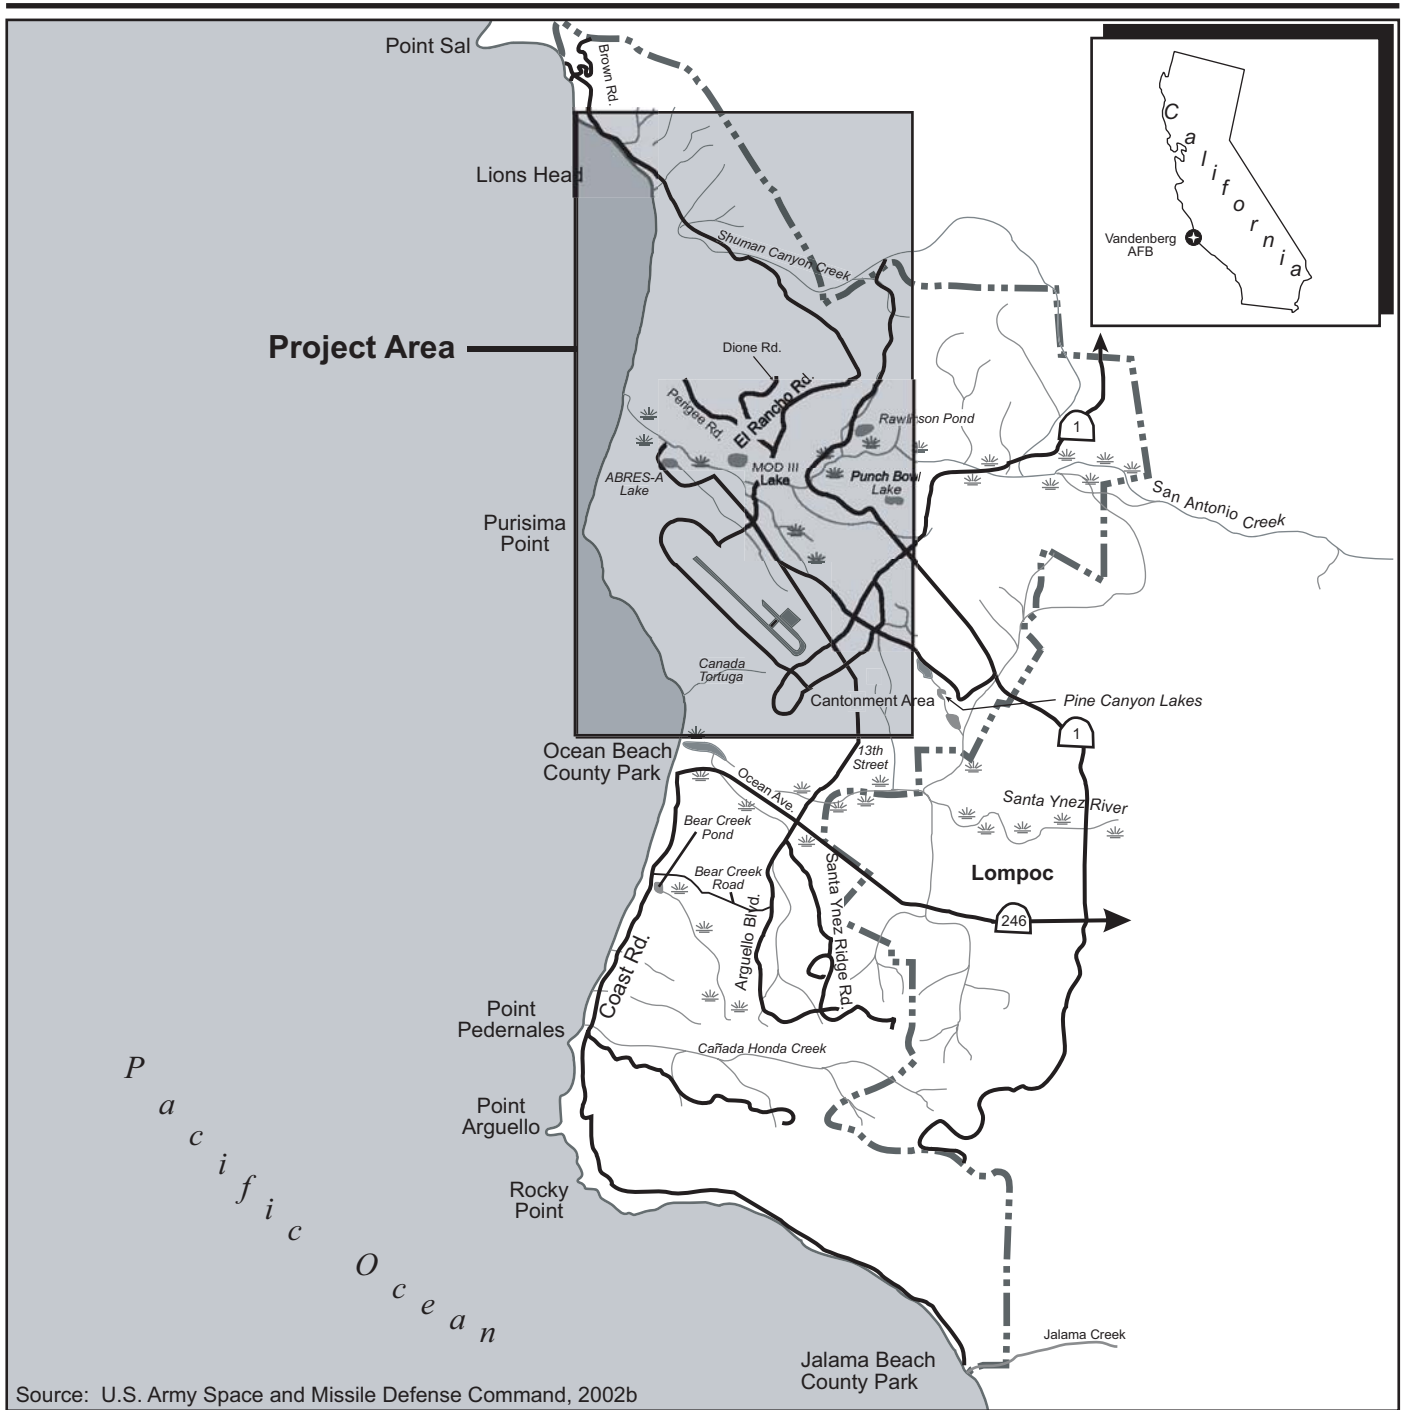 Point Sal
Brown Rd.
California
Vandenberg
AFB
Lions Head
Shuman Canyon Creek
Project Area
Dione Rd.
Perigee Rd.
El Rancho Rd.
Rawlinson Pond
1
ABRES-A
Lake
MOD III
Lake
Punch Bowl
Lake
San Antonio Creek
Purisima
Point
Canada
Tortuga
Cantonment Area
Pine Canyon Lakes
1
Ocean Beach
County Park
13th
Street
Ocean Ave.
Santa Ynez River
Bear Creek
Pond
Bear Creek
Road
Lompoc
246
Santa Ynez Ridge Rd.
Arguello Blvd.
Coast Rd.
Point
Pedernales
Cañada Honda Creek
Point
Arguello
Rocky
Point
Pacific Ocean
Jalama Creek
Jalama Beach
County Park
Source: U.S. Army Space and Missile Defense Command, 2002b